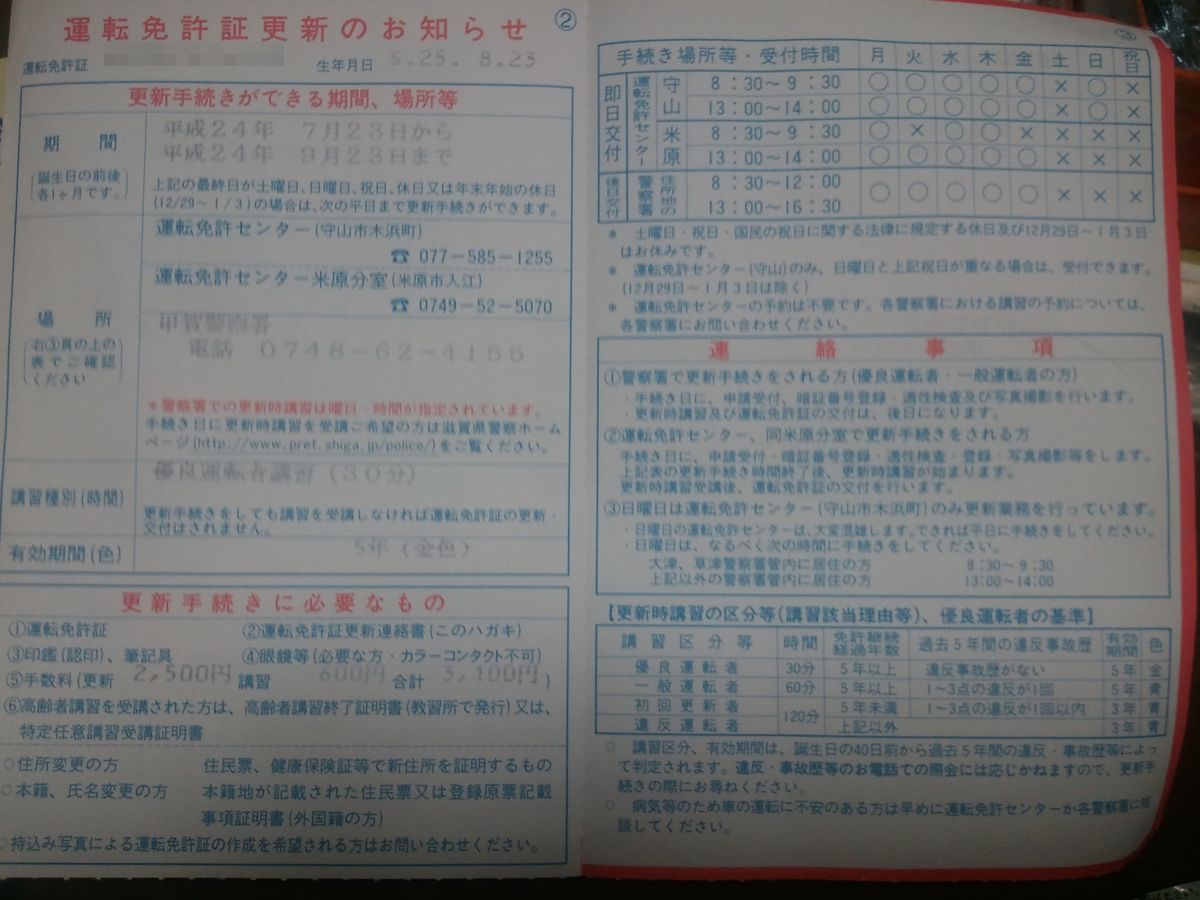 運転免許証更新のお知らせ ②
運転免許証 生年月日 S.25. 8.23
更新手続きができる期間、場所等
期間
(誕生日の前後各1ヶ月です。)
平成24年 7月23日から
平成24年 9月23日まで
上記の最終日が土曜日、日曜日、祝日、休日又は年末年始の休日
(12/29~1/3)の場合は、次の平日まで更新手続きができます。
場所
(右③頁の上の表でご確認ください)
運転免許センター(守山市木浜町)
☎ 077-585-1255
運転免許センター米原分室(米原市入江)
☎ 0749-52-5070
甲賀警察署
電話 0748-62-4155
*警察署での更新時講習は曜日・時間が指定されています。
手続き日に更新時講習を受講ご希望の方は滋賀県警察ホーム
ページ(http://www.pref.shiga.jp/police/)をご覧ください。
講習種別(時間)
優良運転者講習(30分)
更新手続きをしても講習を受講しなければ運転免許証の更新・
交付はされません。
有効期間(色) 5年(金色)
更新手続きに必要なもの
①運転免許証 ②運転免許証更新連絡書(このハガキ)
③印鑑(認印)、筆記具 ④眼鏡等(必要な方・カラーコンタクト不可)
⑤手数料(更新 2,500円 講習 600円 合計 3,100円)
⑥高齢者講習を受講された方は、高齢者講習終了証明書(教習所で発行)又は、
特定任意講習受講証明書
○住所変更の方 住民票、健康保険証等で新住所を証明するもの
○本籍、氏名変更の方 本籍地が記載された住民票又は登録原票記載
事項証明書(外国籍の方)
○持込み写真による運転免許証の作成を希望される方はお問い合わせください。
③
手続き場所等・受付時間 月 火 水 木 金 土 日 祝日
即日交付 運転免許センター 守山 8:30~9:30 ○ ○ ○ ○ ○ × ○ ×
13:00~14:00 ○ ○ ○ ○ ○ × ○ ×
米原 8:30~9:30 ○ × ○ ○ × × × ×
13:00~14:00 ○ ○ ○ ○ ○ × × ×
後日交付 住所地の警察署 8:30~12:00
13:00~16:30 ○ ○ ○ ○ ○ × × ×
* 土曜日・祝日・国民の祝日に関する法律に規定する休日及び12月29日~1月3日
はお休みです。
* 運転免許センター(守山)のみ、日曜日と上記祝日が重なる場合は、受付できます。
(12月29日~1月3日は除く)
* 運転免許センターの予約は不要です。各警察署における講習の予約については、
各警察署にお問い合わせください。
連絡事項
①警察署で更新手続きをされる方(優良運転者・一般運転者の方)
・手続き日に、申請受付、暗証番号登録・適性検査及び写真撮影を行います。
・更新時講習及び運転免許証の交付は、後日になります。
②運転免許センター、同米原分室で更新手続きをされる方
手続き日に、申請受付・暗証番号登録・適性検査・登録・写真撮影等をします。
上記表の更新手続き時間終了後、更新時講習が始まります。
更新時講習受講後、運転免許証の交付を行います。
③日曜日は運転免許センター(守山市木浜町)のみ更新業務を行っています。
・日曜日の運転免許センターは、大変混雑します。できれば平日に手続きをしてください。
・日曜日は、なるべく次の時間に手続きをしてください。
大津、草津警察署管内に居住の方 8:30~9:30
上記以外の警察署管内に居住の方 13:00~14:00
【更新時講習の区分等(講習該当理由等)、優良運転者の基準】
講習区分等 時間 免許継続経過年数 過去5年間の違反事故歴 有効期間 色
優良運転者 30分 5年以上 違反事故歴がない 5年 金
一般運転者 60分 5年以上 1~3点の違反が1回 5年 青
初回更新者 120分 5年未満 1~3点の違反が1回以内 3年 青
違反運転者 上記以外 3年 青
○ 講習区分、有効期間は、誕生日の40日前から過去5年間の違反・事故歴等によっ
て判定されます。違反・事故歴等のお電話での照会には応じかねますので、更新手
続きの際にお尋ねください。
○ 病気等のため車の運転に不安のある方は早めに運転免許センターか各警察署に相
談してください。